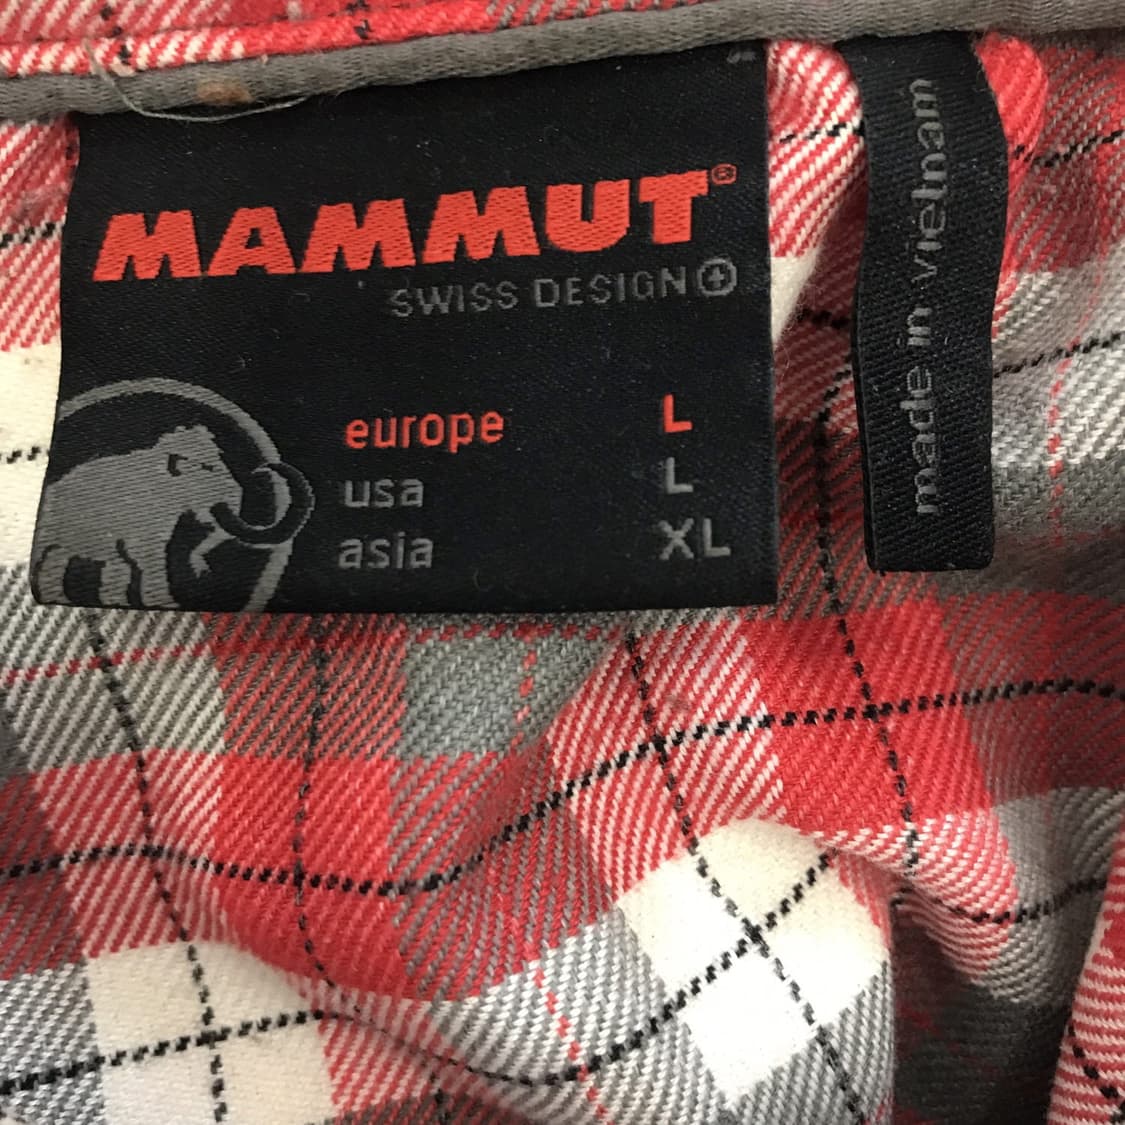 MAMMUT®
SWISS DESIGN
europe L
usa L
asia XL
made in vietnam